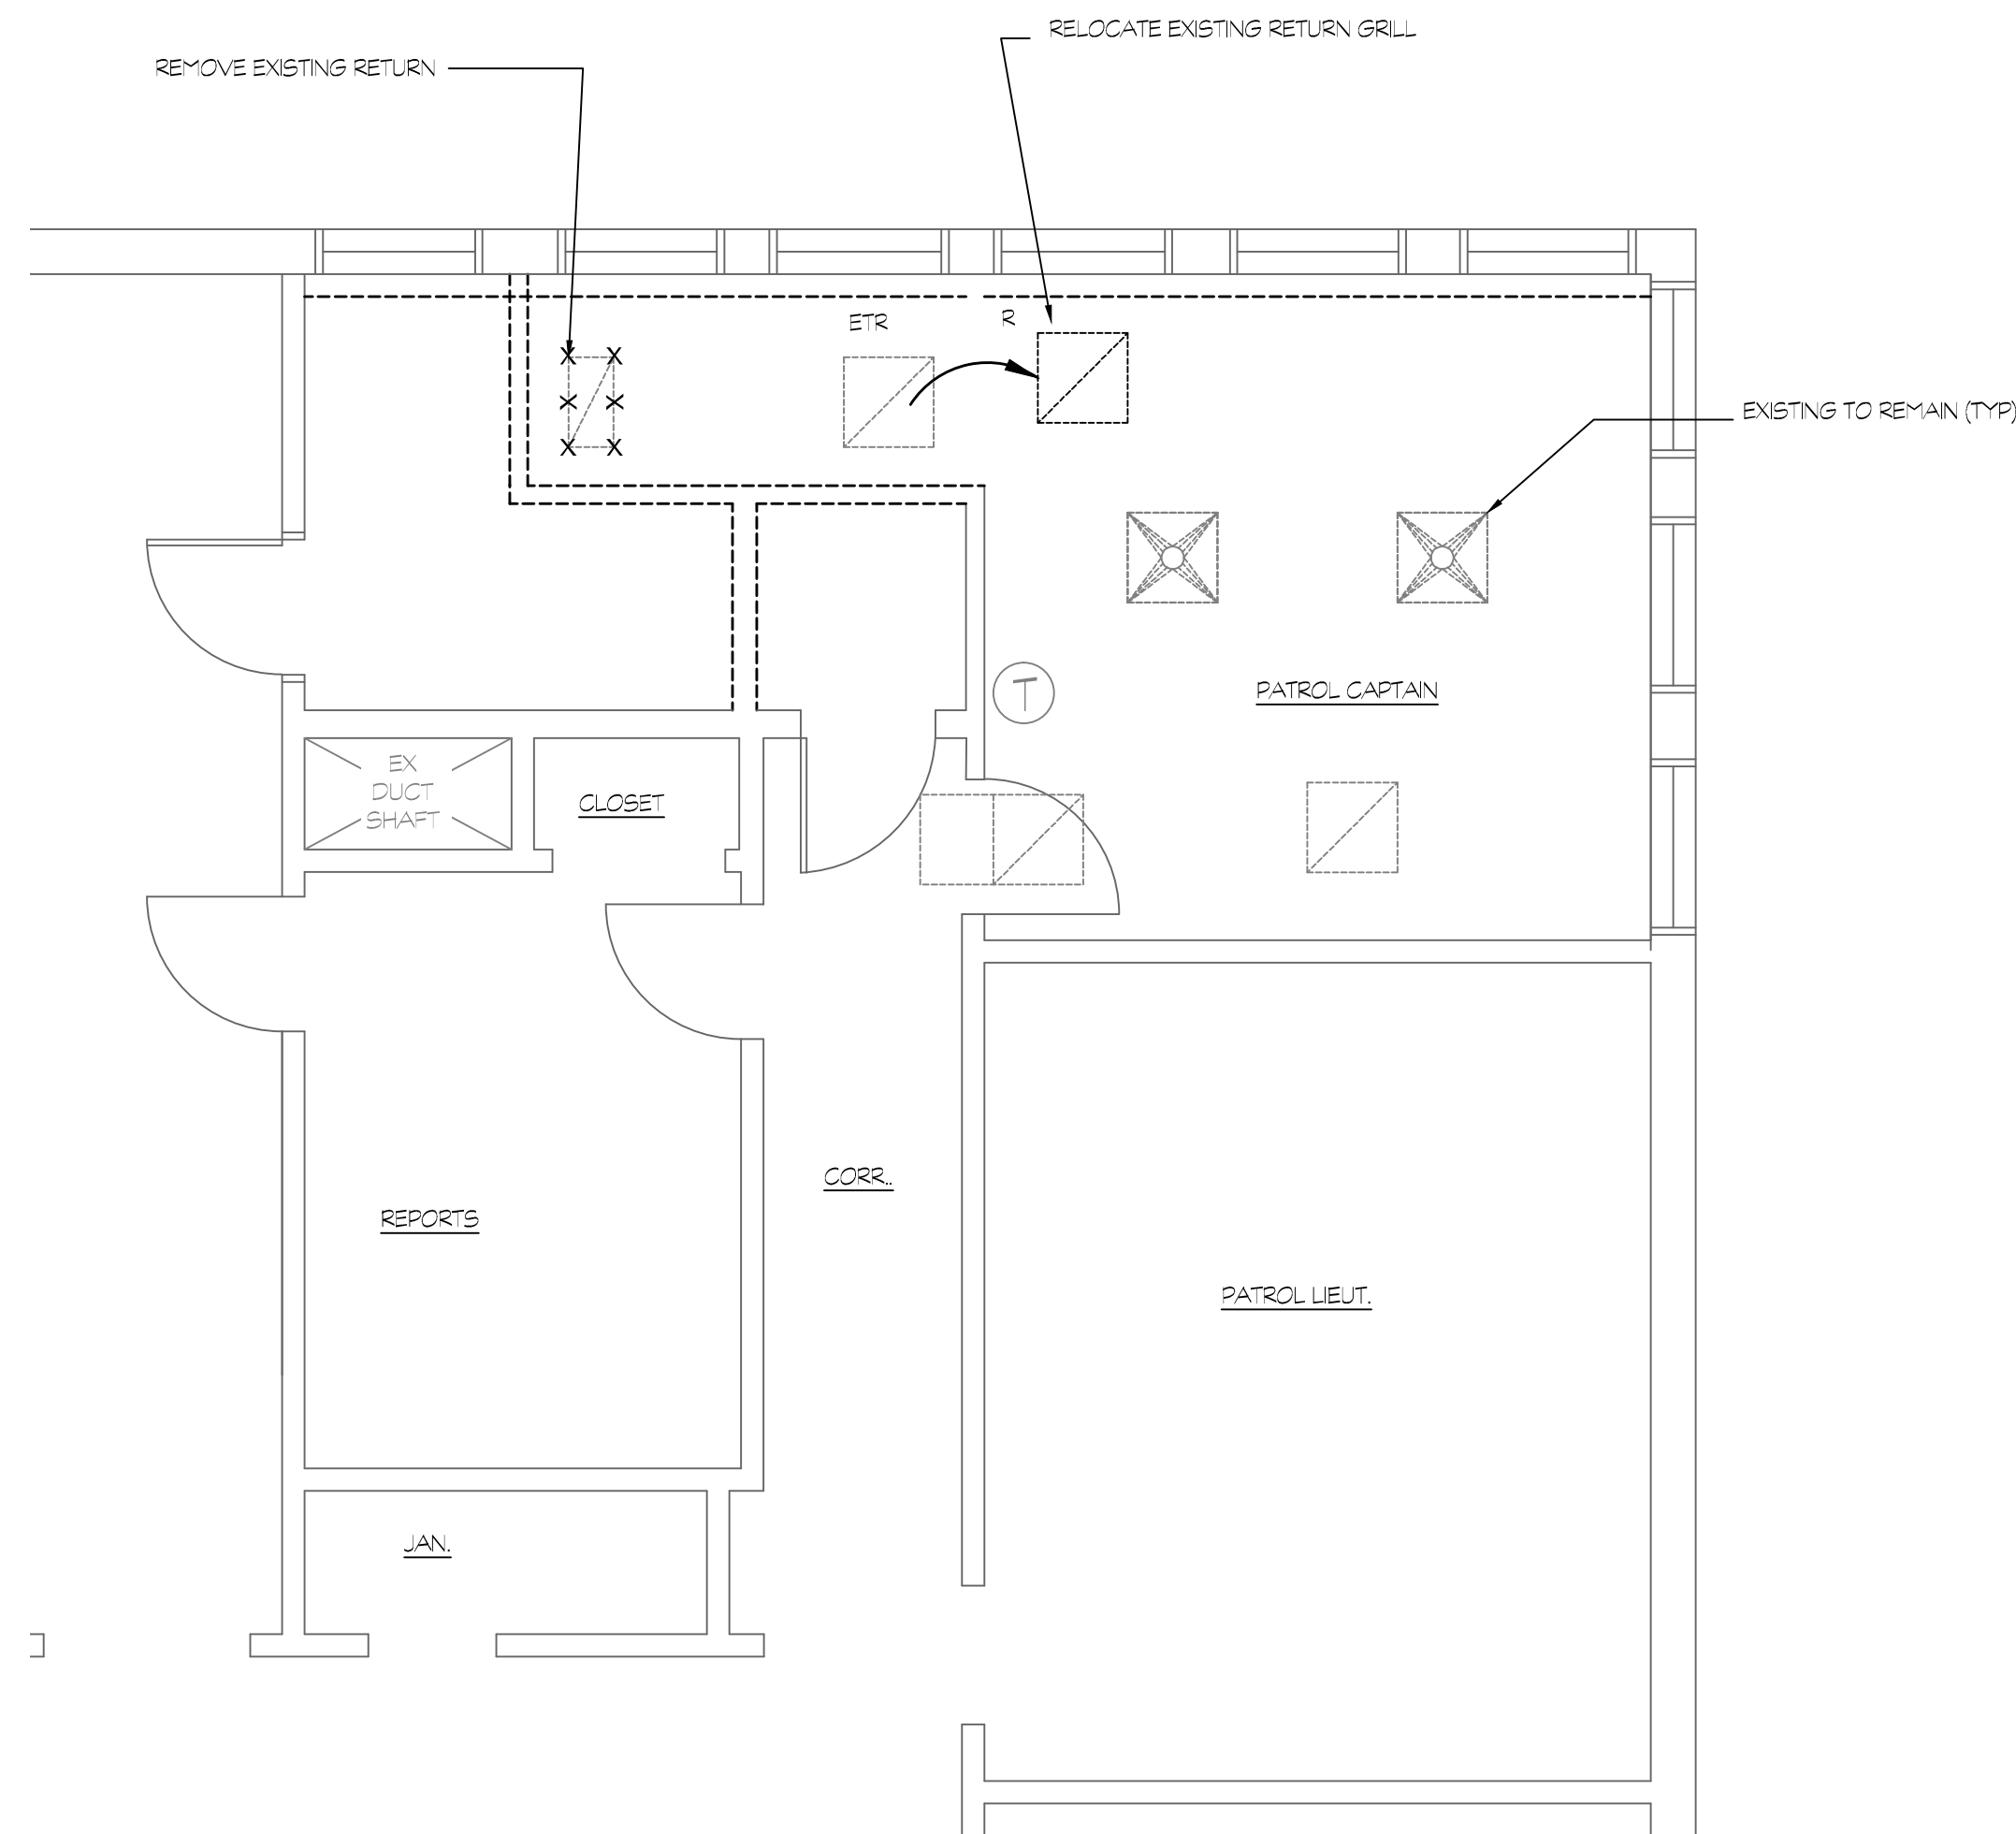 RELOCATE EXISTING RETURN GRILL
REMOVE EXISTING RETURN
ETR
R
X X
X X
X X
EXISTING TO REMAIN (TYP)
T
PATROL CAPTAIN
EX
DUCT
SHAFT
CLOSET
CORR..
REPORTS
PATROL LIEUT.
JAN.